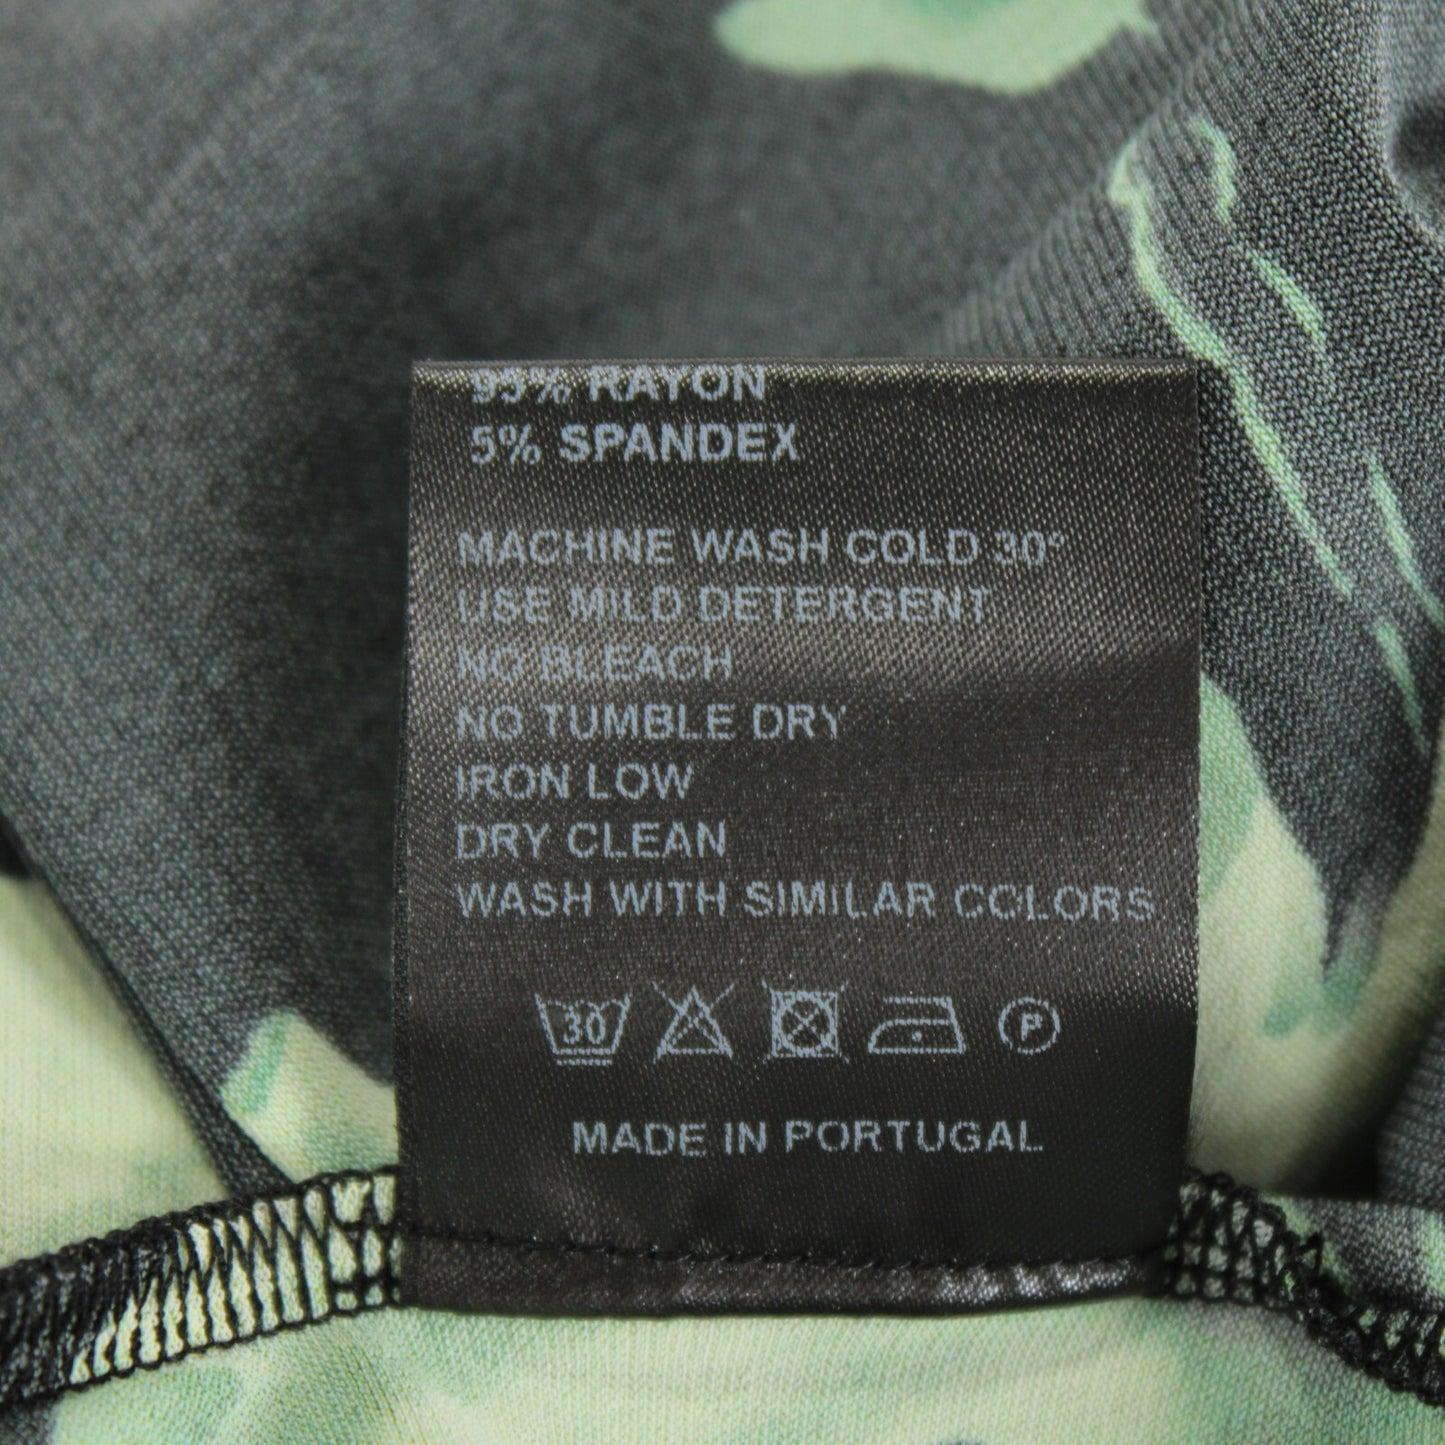 95% RAYON
5% SPANDEX
MACHINE WASH COLD 30°
USE MILD DETERGENT
NO BLEACH
NO TUMBLE DRY
IRON LOW
DRY CLEAN
WASH WITH SIMILAR COLORS
30 P
MADE IN PORTUGAL